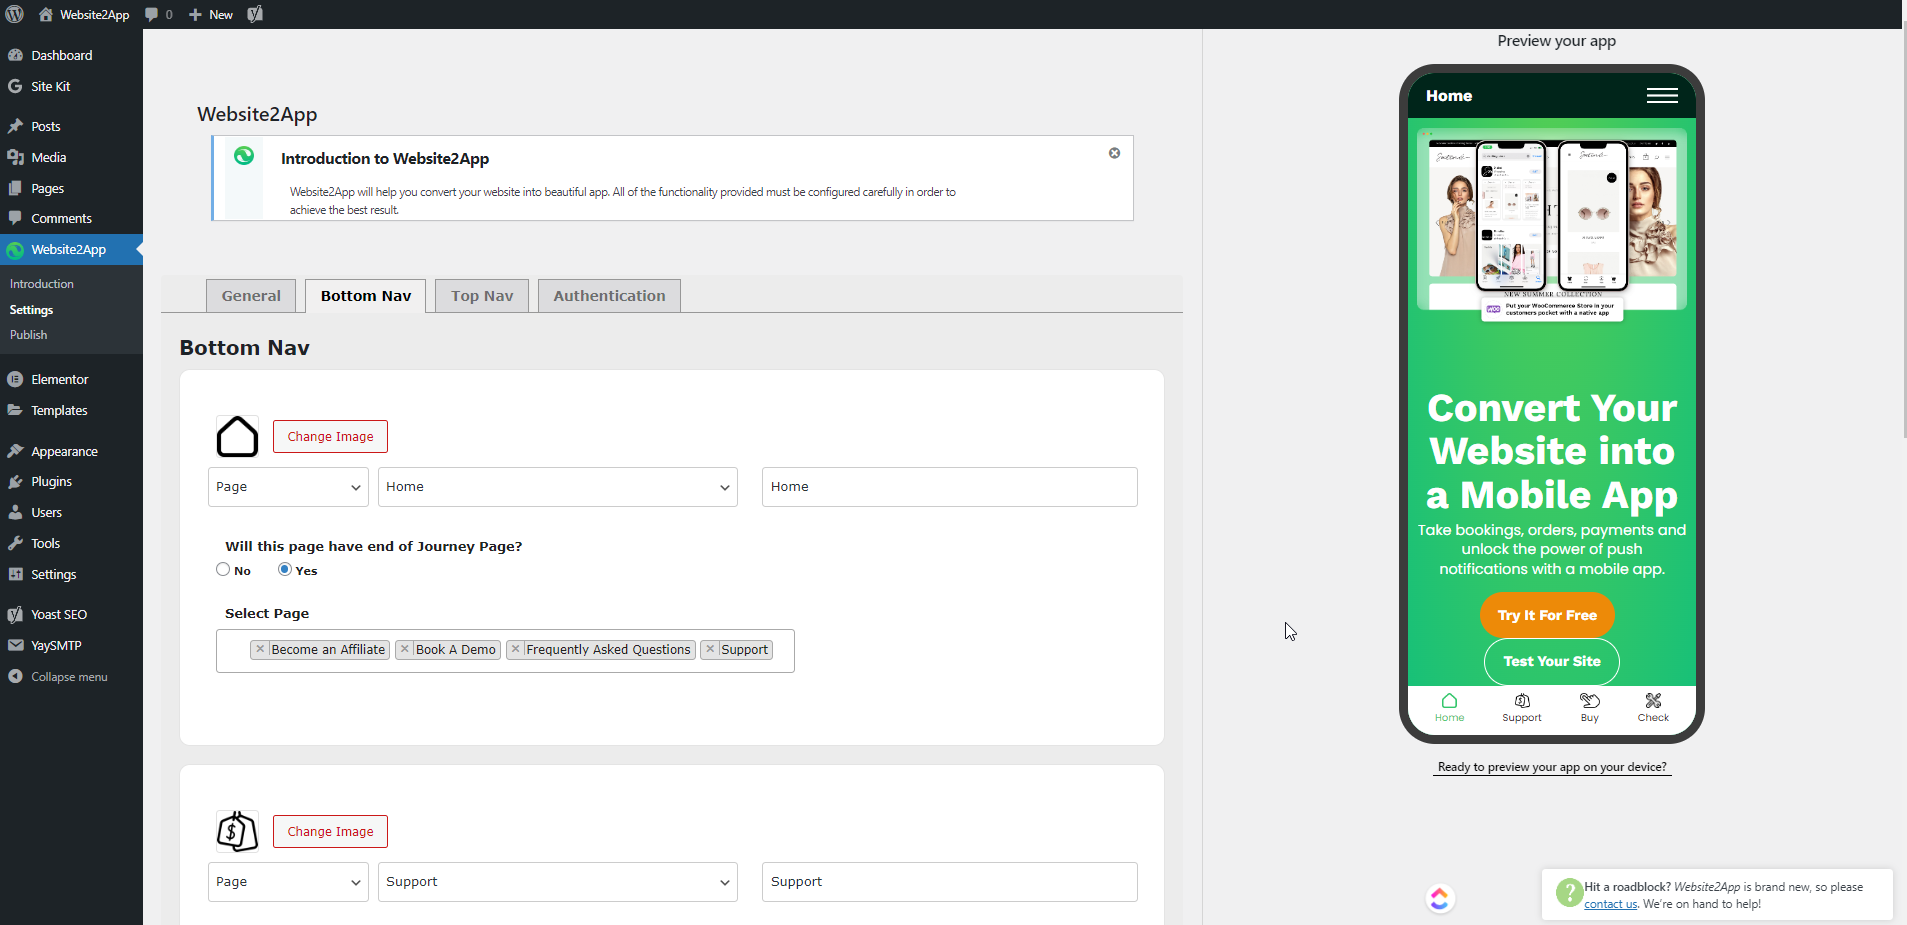 Website2App
0
New
Dashboard
Site Kit
Posts
Media
Pages
Comments
Website2App
Introduction
Settings
Publish
Elementor
Templates
Appearance
Plugins
Users
Tools
Settings
Yoast SEO
YaySMTP
Collapse menu
Website2App
Introduction to Website2App
Website2App will help you convert your website into beautiful app. All of the functionality provided must be configured carefully in order to
achieve the best result.
General
Bottom Nav
Top Nav
Authentication
Bottom Nav
Change Image
Page
Home
Home
Will this page have end of Journey Page?
No
Yes
Select Page
× Become an Affiliate
× Book A Demo
× Frequently Asked Questions
× Support
Change Image
Page
Support
Support
Preview your app
Home
NEW SUMMER COLLECTION
Put your WooCommerce Store in your
customers pocket with a native app
Convert Your
Website into
a Mobile App
Take bookings, orders, payments and
unlock the power of push
notifications with a mobile app.
Try It For Free
Test Your Site
Home
Support
Buy
Check
Ready to preview your app on your device?
Hit a roadblock? Website2App is brand new, so please
contact us. We're on hand to help!